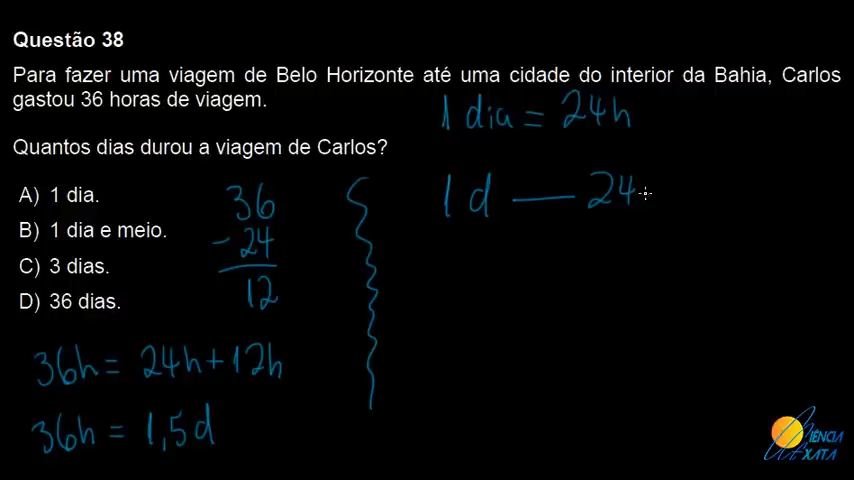 Questão 38
Para fazer uma viagem de Belo Horizonte até uma cidade do interior da Bahia, Carlos
gastou 36 horas de viagem.
1 dia = 24h
Quantos dias durou a viagem de Carlos?
A) 1 dia.
B) 1 dia e meio.
C) 3 dias.
D) 36 dias.
36
- 24
12
36h = 24h + 12h
36h = 1,5d
1 d — 24
CIÊNCIA
EXATA